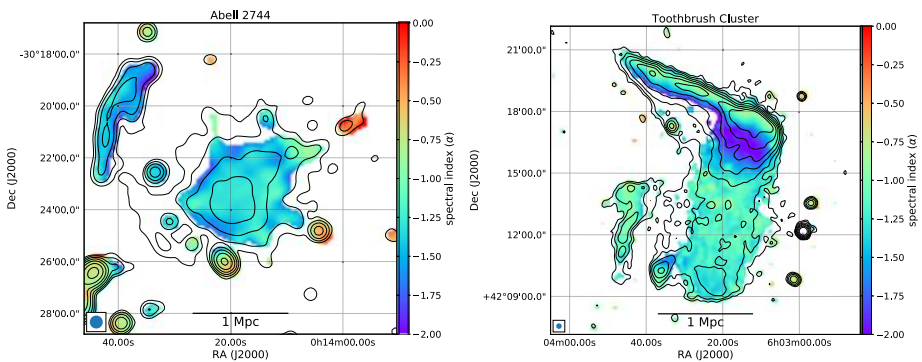 Abell 2744
-30°18'00.0"
20'00.0"
22'00.0"
24'00.0"
26'00.0"
28'00.0"
Dec (J2000)
40.00s
20.00s
0h14m00.00s
RA (J2000)
1 Mpc
0.00
−0.25
−0.50
−0.75
−1.00
−1.25
−1.50
−1.75
−2.00
spectral index (α)
Toothbrush Cluster
21'00.0"
18'00.0"
15'00.0"
12'00.0"
+42°09'00.0"
Dec (J2000)
04m00.00s
40.00s
20.00s
6h03m00.00s
RA (J2000)
1 Mpc
0.00
−0.25
−0.50
−0.75
−1.00
−1.25
−1.50
−1.75
−2.00
spectral index (α)